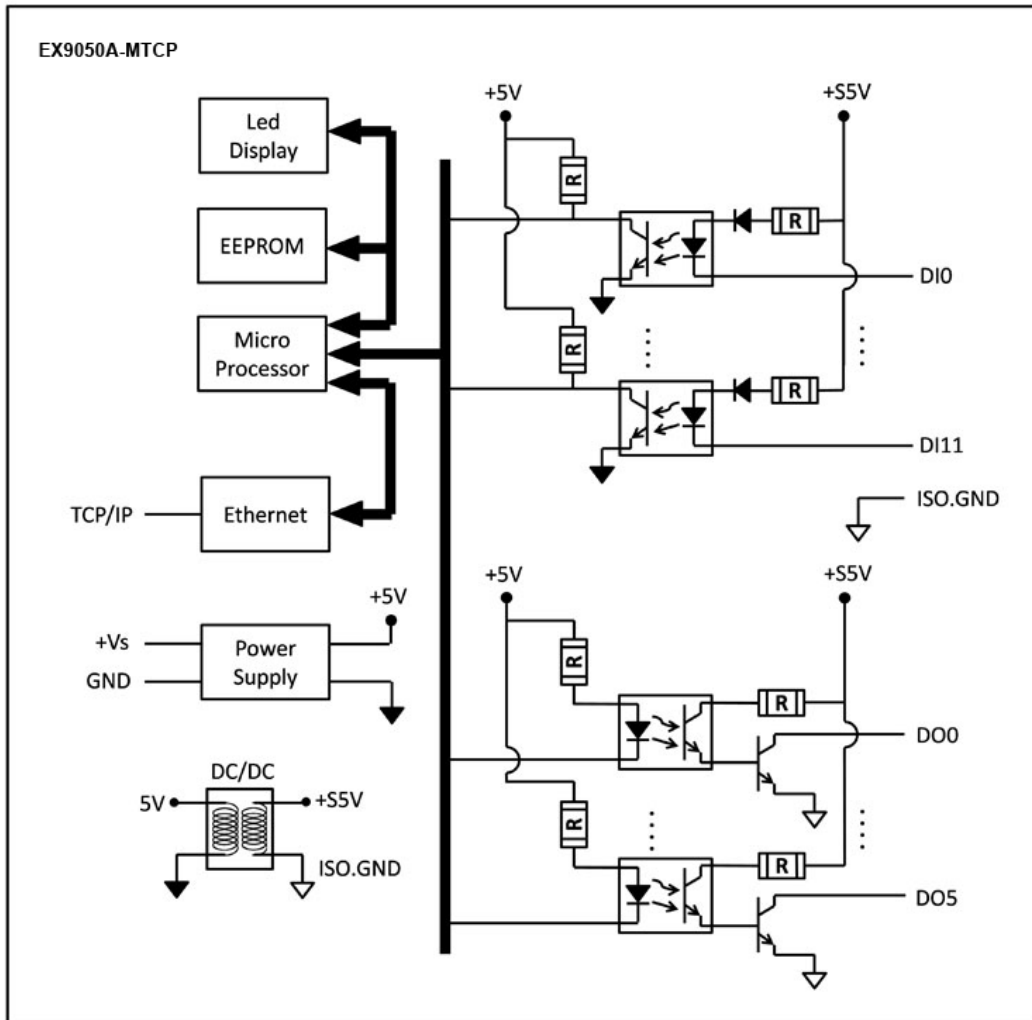 EX9050A-MTCP
+5V
+S5V
Led
Display
R
R
EEPROM
DI0
Micro
Processor
R
R
DI11
TCP/IP
Ethernet
ISO.GND
+5V
+S5V
+5V
+Vs
GND
Power
Supply
R
R
DO0
DC/DC
5V
+S5V
R
ISO.GND
R
DO5